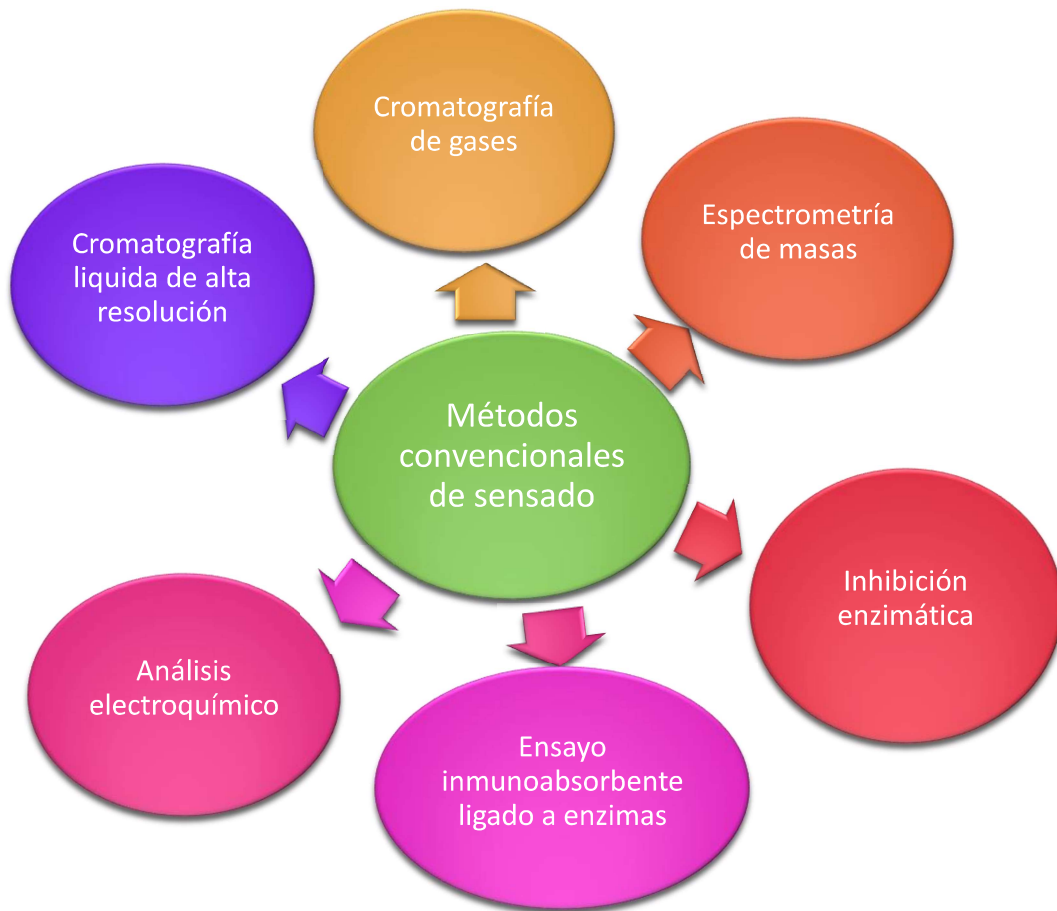 Cromatografía
de gases
Espectrometría
de masas
Cromatografía
liquida de alta
resolución
Métodos
convencionales
de sensado
Inhibición
enzimática
Análisis
electroquímico
Ensayo
inmunoabsorbente
ligado a enzimas